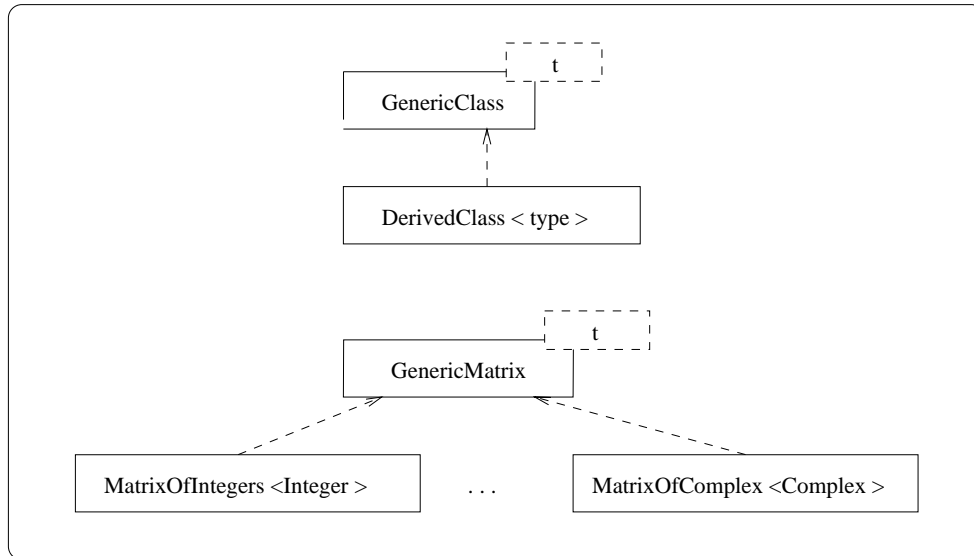 t
GenericClass
DerivedClass < type >
t
GenericMatrix
MatrixOfIntegers <Integer > . . . MatrixOfComplex <Complex >